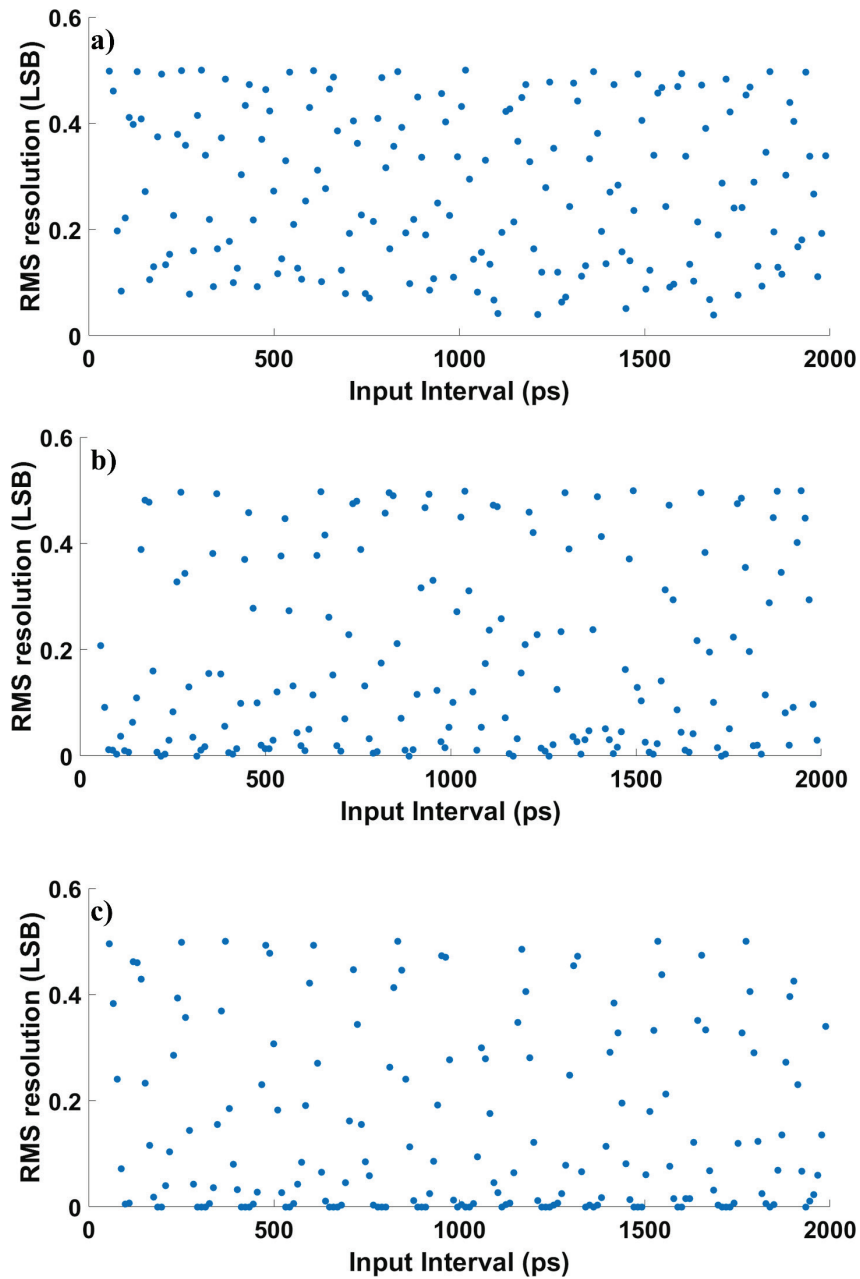 a)
RMS resolution (LSB)
0.6
0.4
0.2
0
0 500 1000 1500 2000
Input Interval (ps)
b)
RMS resolution (LSB)
0.6
0.4
0.2
0
0 500 1000 1500 2000
Input Interval (ps)
c)
RMS resolution (LSB)
0.6
0.4
0.2
0
0 500 1000 1500 2000
Input Interval (ps)